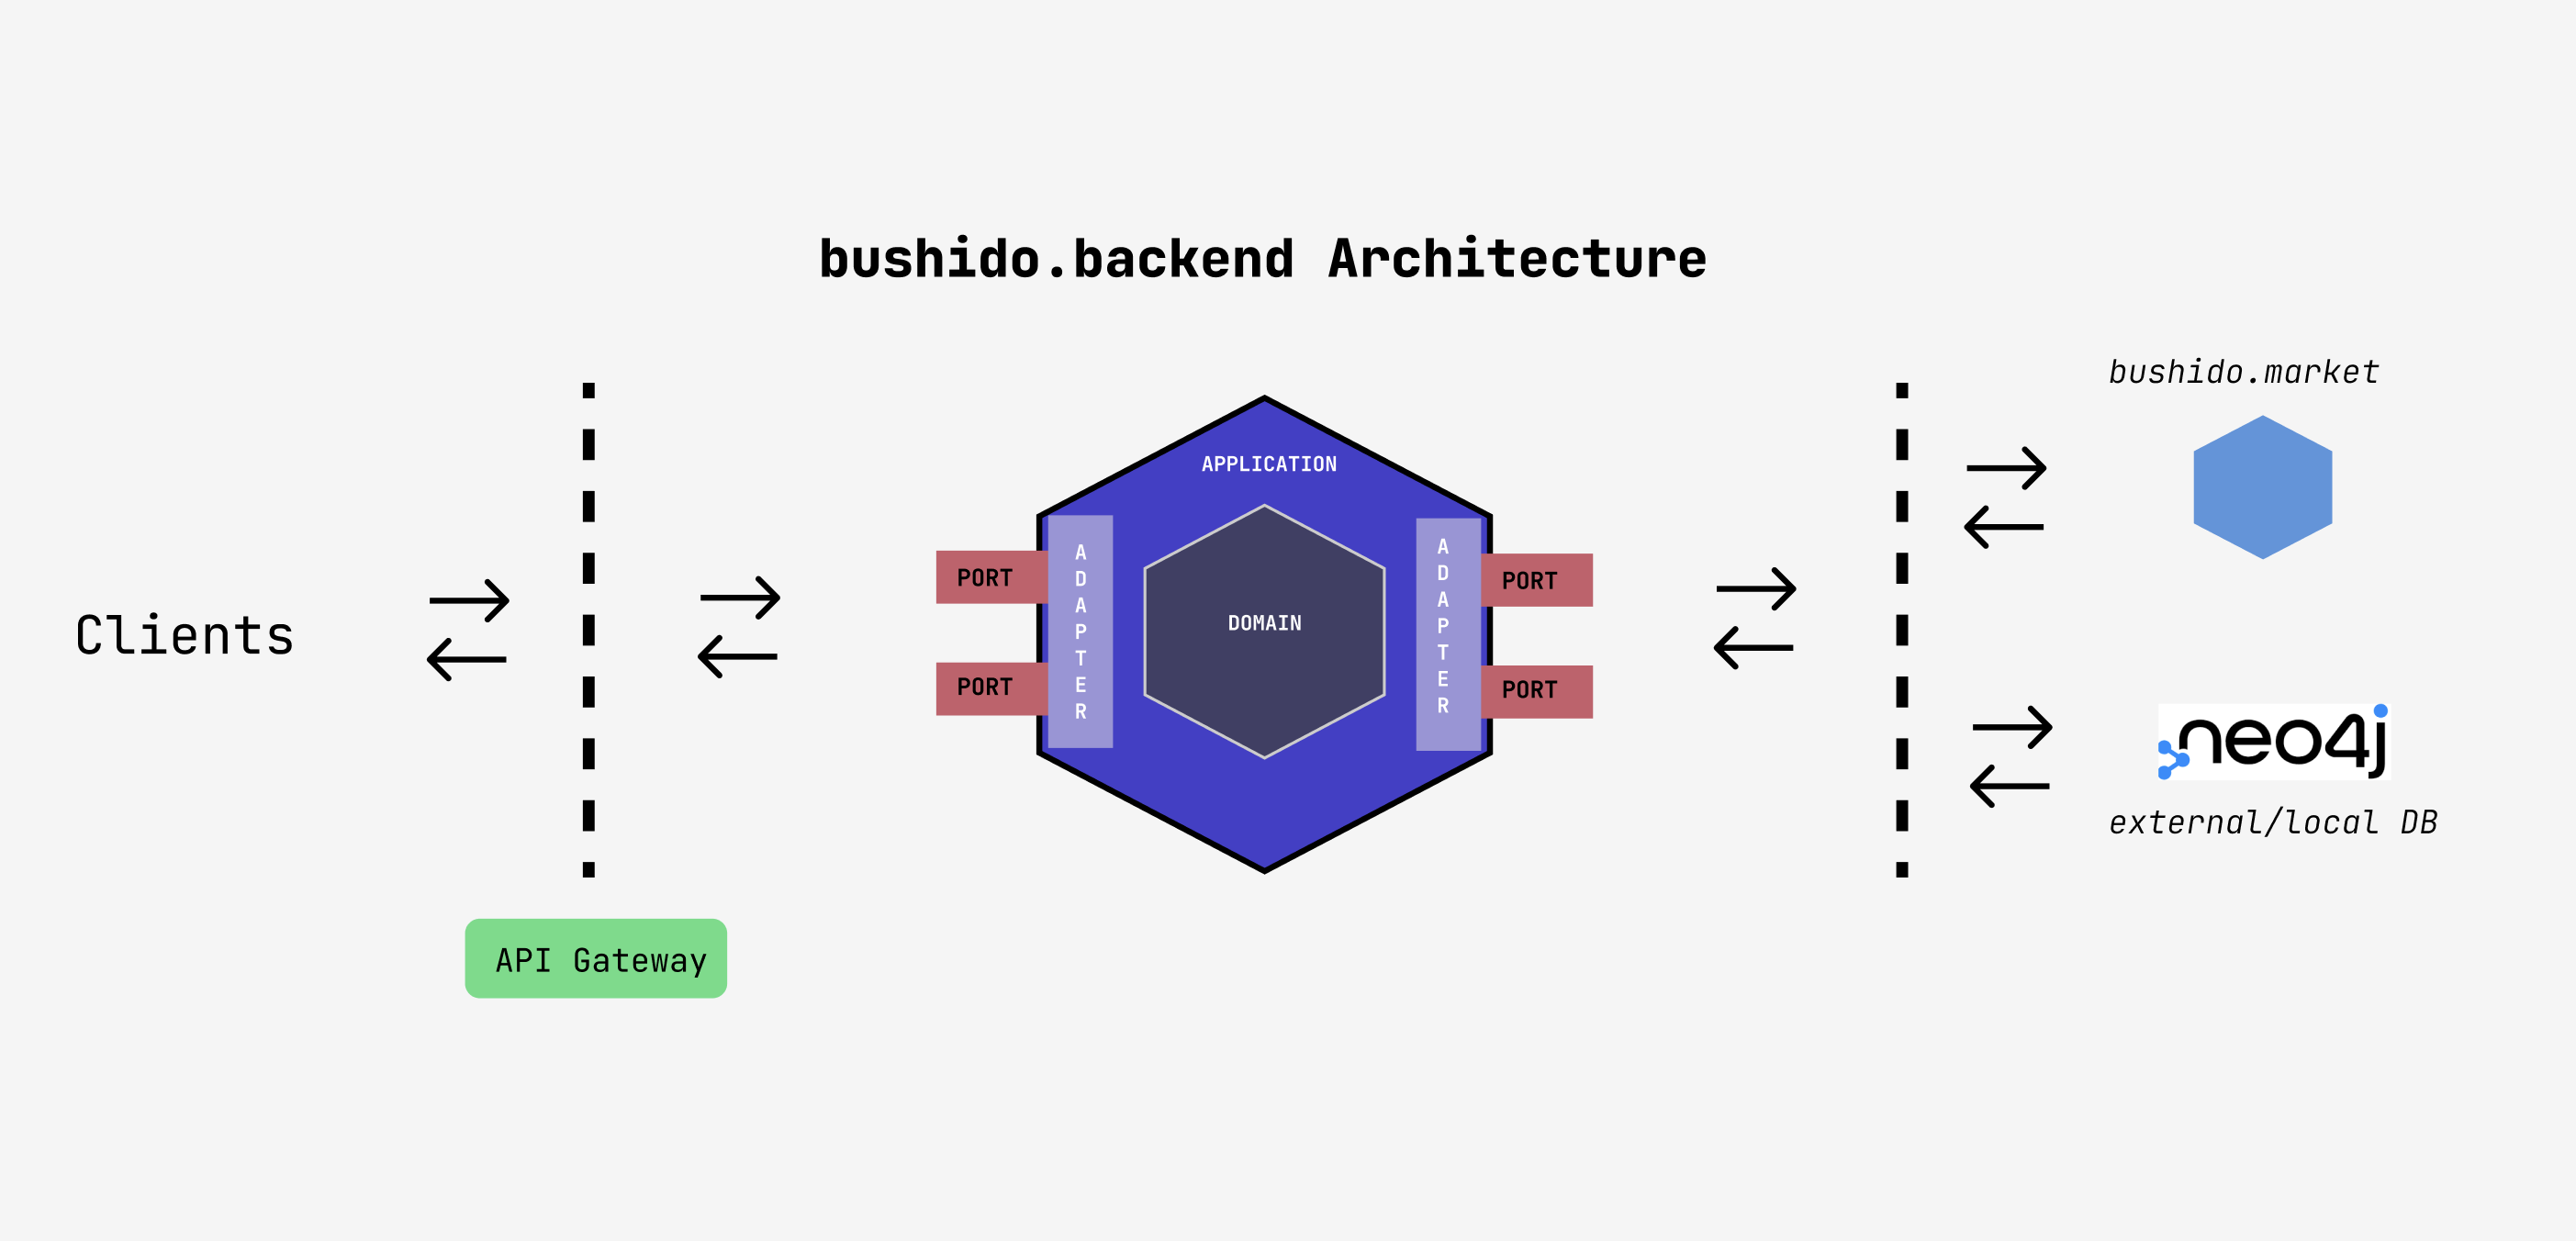 bushido.backend Architecture
Clients
API Gateway
APPLICATION
DOMAIN
ADAPTER
PORT
PORT
ADAPTER
PORT
PORT
bushido.market
neo4j
external/local DB